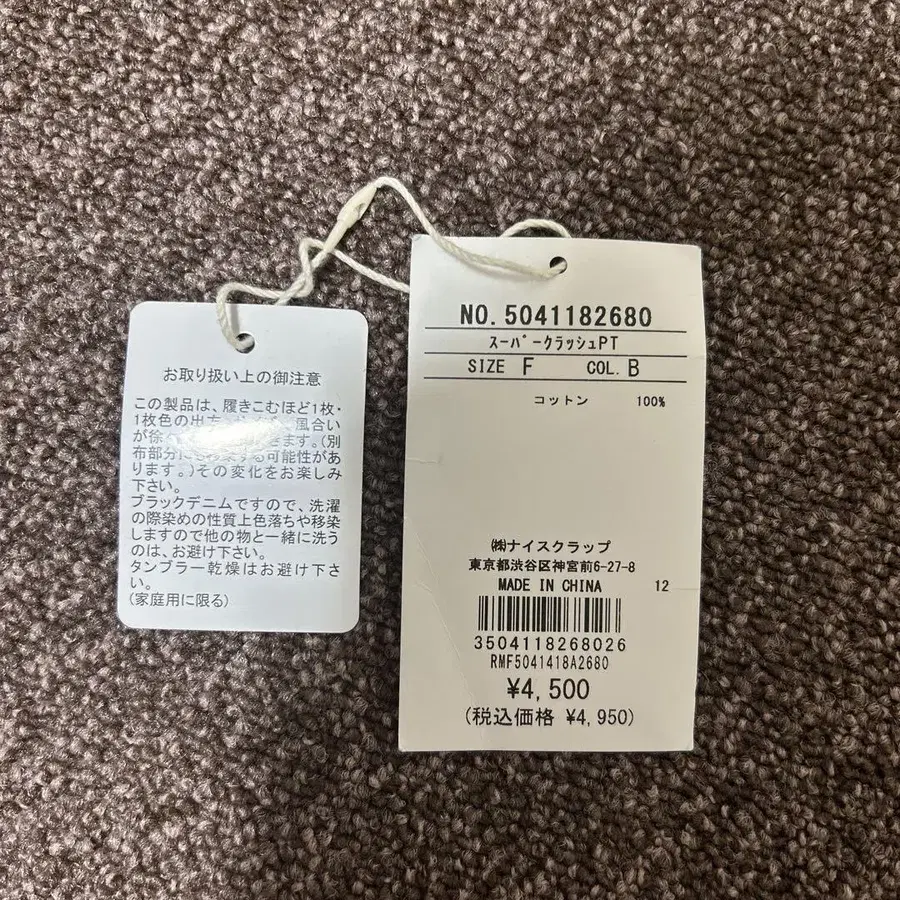 お取り扱い上の御注意
この製品は、履きこむほど1枚・
1枚色の出方 風合い
が徐 きます。(別
布部分に する可能性があ
ります。)その変化をお楽しみ
下さい。
ブラックデニムですので、洗濯
の際染めの性質上色落ちや移染
しますので他の物と一緒に洗う
のは、お避け下さい。
タンブラー乾燥はお避け下さ
い。
(家庭用に限る)
NO. 5041182680
ｽｰﾊﾟｰｸﾗｯｼｭPT
SIZE F COL. B
コットン 100%
㈱ナイスクラップ
東京都渋谷区神宮前6-27-8
MADE IN CHINA 12
3504118268026
RMF5041418A2680
¥4,500
(税込価格 ¥4,950)